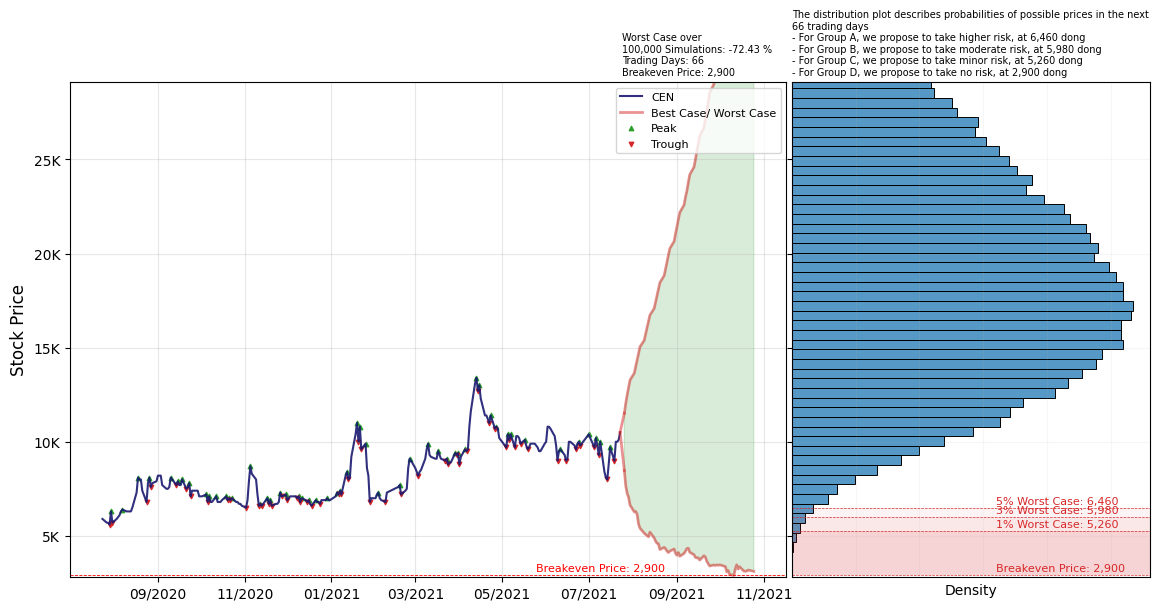 The distribution plot describes probabilities of possible prices in the next
66 trading days
- For Group A, we propose to take higher risk, at 6,460 dong
- For Group B, we propose to take moderate risk, at 5,980 dong
- For Group C, we propose to take minor risk, at 5,260 dong
- For Group D, we propose to take no risk, at 2,900 dong
Worst Case over
100,000 Simulations: -72.43 %
Trading Days: 66
Breakeven Price: 2,900
CEN
Best Case/ Worst Case
Peak
Trough
Stock Price
25K
20K
15K
10K
5K
Breakeven Price: 2,900
09/2020
11/2020
01/2021
03/2021
05/2021
07/2021
09/2021
11/2021
5% Worst Case: 6,460
3% Worst Case: 5,980
1% Worst Case: 5,260
Breakeven Price: 2,900
Density